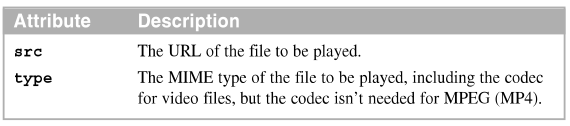 Attribute Description
src The URL of the file to be played.
type The MIME type of the file to be played, including the codec
for video files, but the codec isn't needed for MPEG (MP4).